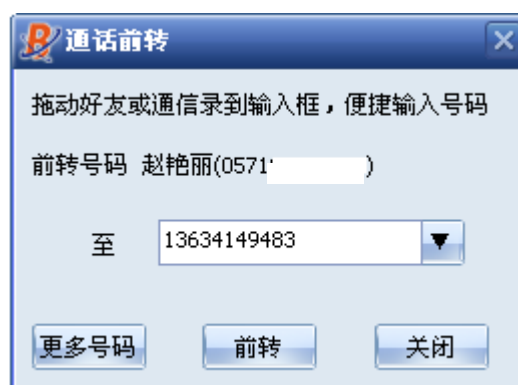 通话前转
拖动好友或通信录到输入框，便捷输入号码
前转号码 赵艳丽(0571 )
至 13634149483
更多号码 前转 关闭